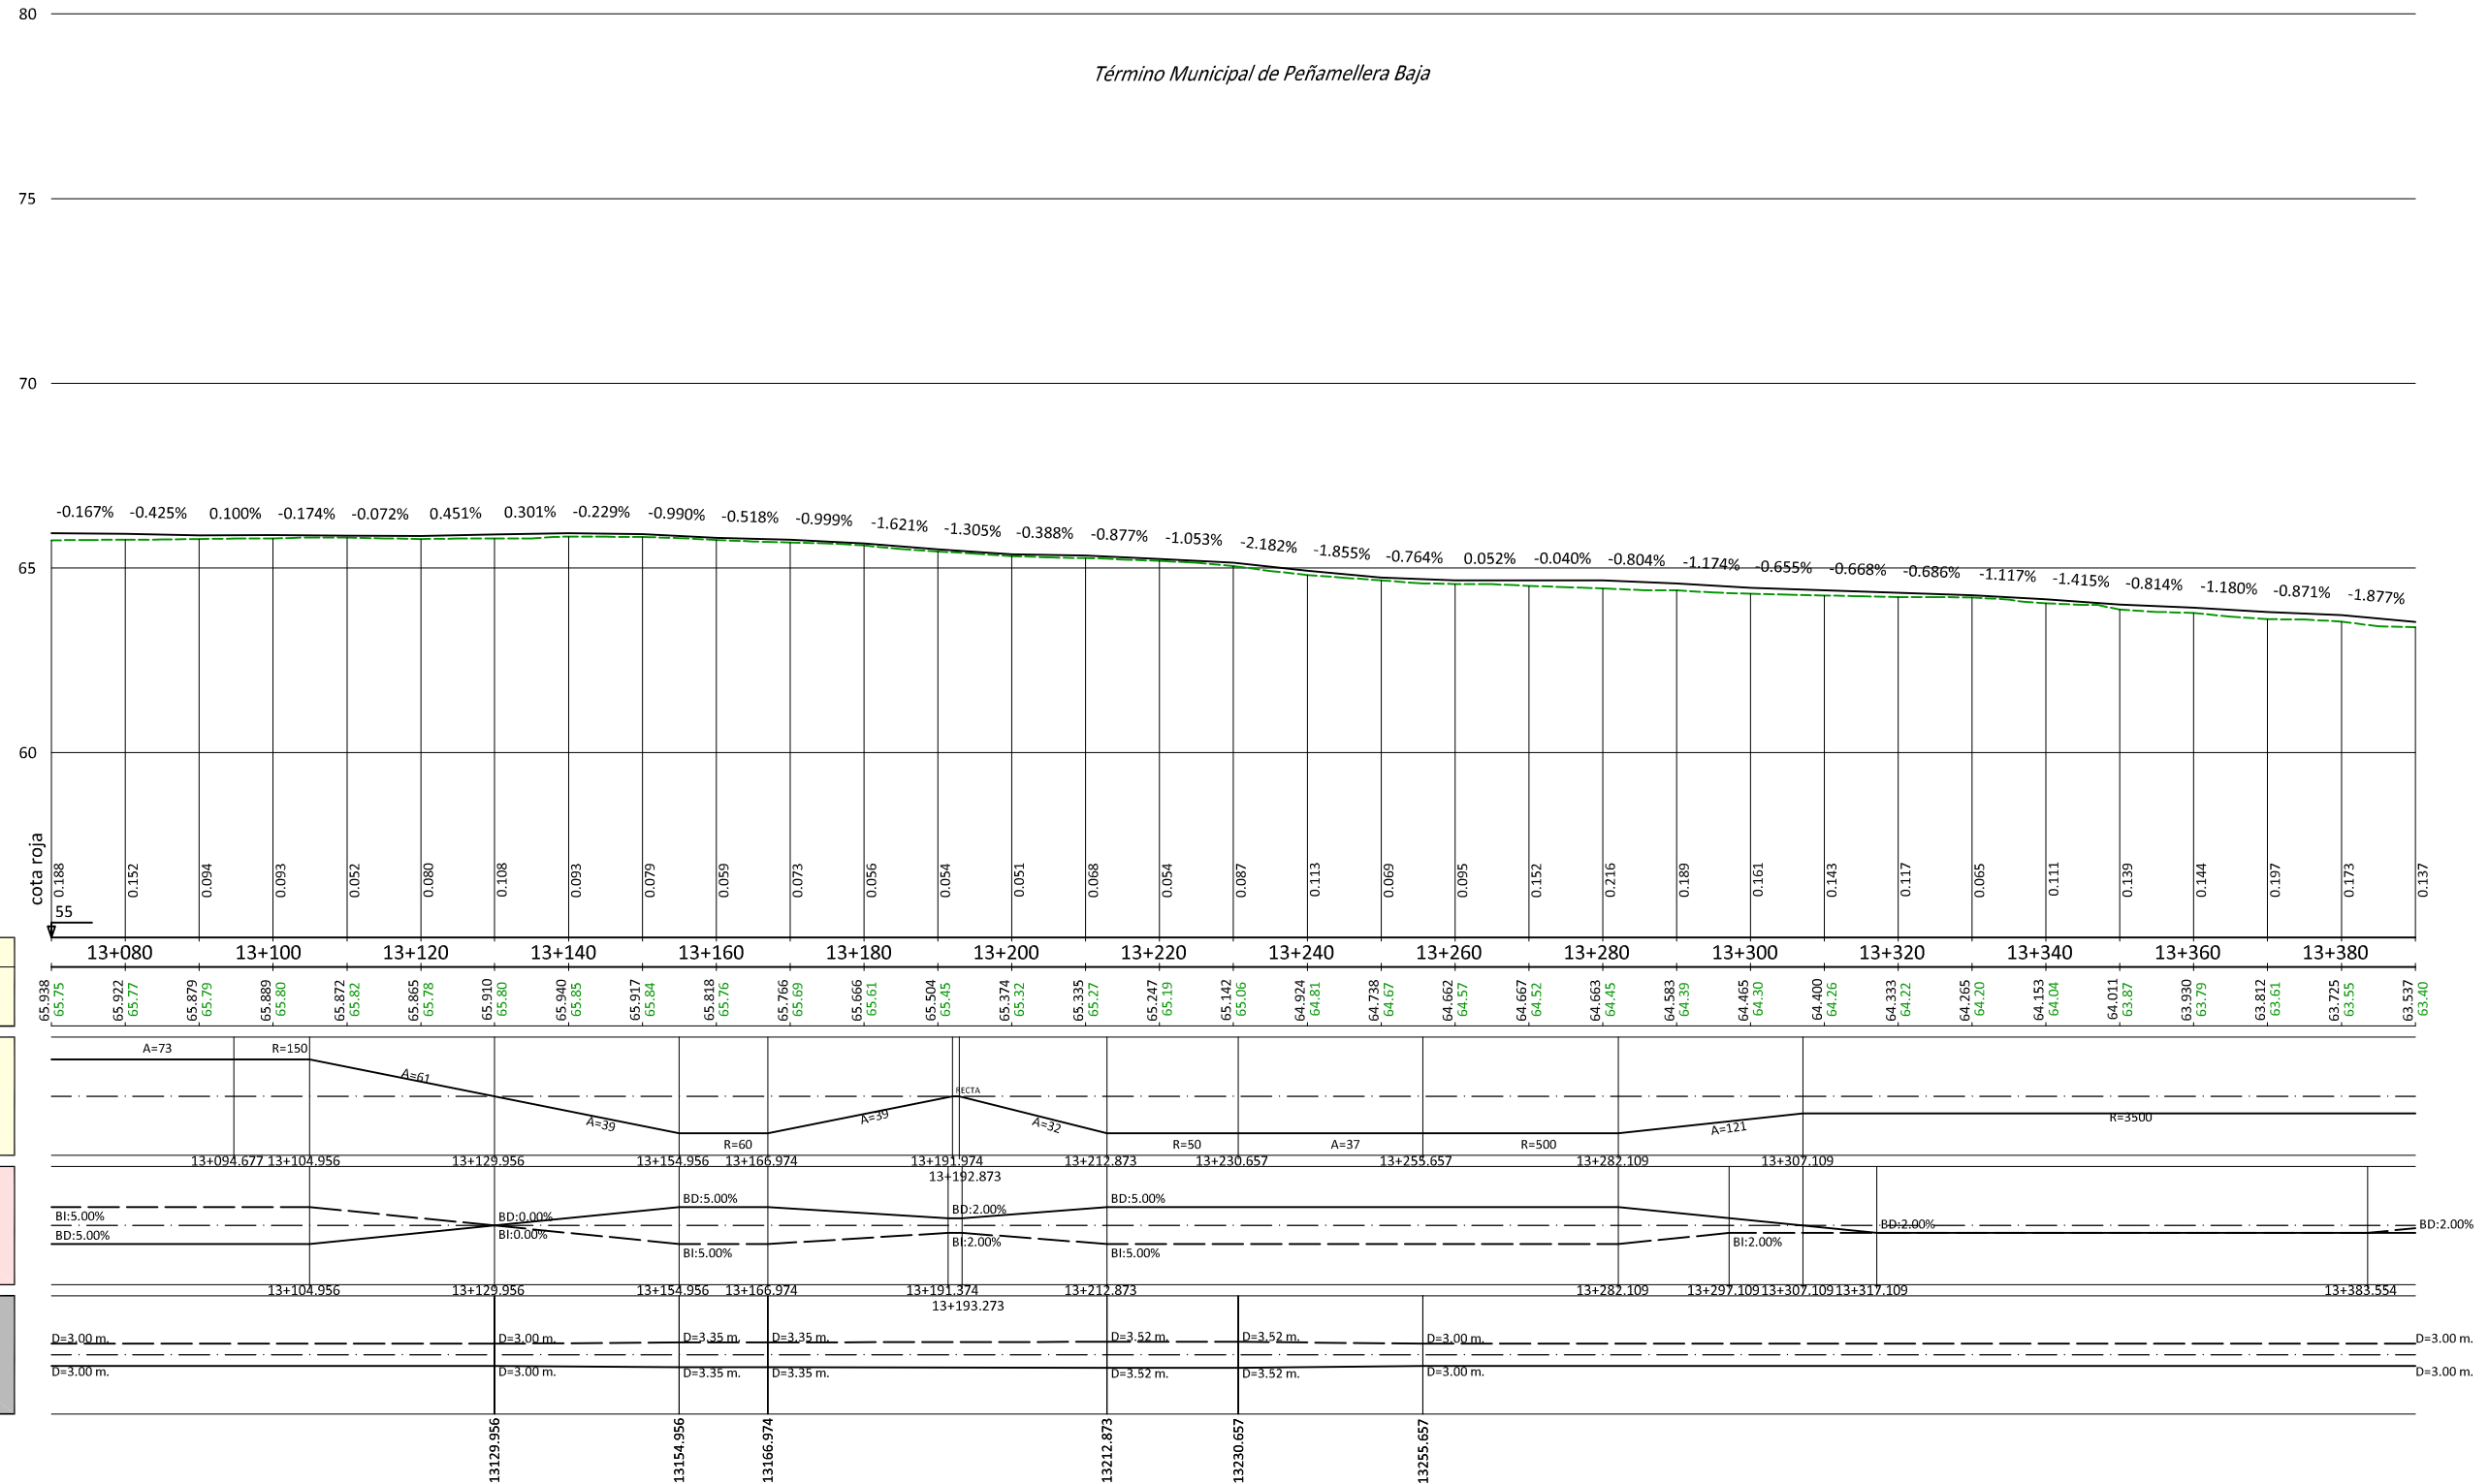 80
Término Municipal de Peñamellera Baja
75
70
-0.167% -0.425% 0.100% -0.174% -0.072% 0.451% 0.301% -0.229% -0.990% -0.518% -0.999% -1.621% -1.305% -0.388% -0.877% -1.053% -2.182% -1.855% -0.764% 0.052% -0.040% -0.804% -1.174% -0.655% -0.668% -0.686% -1.117% -1.415% -0.814% -1.180% -0.871% -1.877%
65
60
cota roja
0.188 0.152 0.094 0.093 0.052 0.080 0.108 0.093 0.079 0.059 0.073 0.056 0.054 0.051 0.068 0.054 0.087 0.113 0.069 0.095 0.152 0.216 0.189 0.161 0.143 0.117 0.065 0.111 0.139 0.144 0.197 0.173 0.137
55
13+080 13+100 13+120 13+140 13+160 13+180 13+200 13+220 13+240 13+260 13+280 13+300 13+320 13+340 13+360 13+380
65.938 65.922 65.879 65.889 65.872 65.865 65.910 65.940 65.917 65.818 65.766 65.666 65.504 65.374 65.335 65.247 65.142 64.924 64.738 64.662 64.667 64.663 64.583 64.465 64.400 64.333 64.265 64.153 64.011 63.930 63.812 63.725 63.537
65.75 65.77 65.79 65.80 65.82 65.78 65.80 65.85 65.84 65.76 65.69 65.61 65.45 65.32 65.27 65.19 65.06 64.81 64.67 64.57 64.52 64.45 64.39 64.30 64.26 64.22 64.20 64.04 63.87 63.79 63.61 63.55 63.40
A=73 R=150 A=61 A=39 R=60 A=39 RECTA A=32 R=50 A=37 R=500 A=121 R=3500
13+094.677 13+104.956 13+129.956 13+154.956 13+166.974 13+191.974 13+212.873 13+230.657 13+255.657 13+282.109 13+307.109
13+192.873
BI:5.00% BD:0.00% BD:5.00% BD:2.00% BD:5.00% BD:2.00% BD:2.00%
BD:5.00% BI:0.00% BI:5.00% BI:2.00% BI:5.00% BI:2.00%
13+104.956 13+129.956 13+154.956 13+166.974 13+191.374 13+212.873 13+282.109 13+297.109 13+307.109 13+317.109 13+383.554
13+193.273
D=3.00 m. D=3.00 m. D=3.35 m. D=3.35 m. D=3.52 m. D=3.52 m. D=3.00 m. D=3.00 m.
D=3.00 m. D=3.00 m. D=3.35 m. D=3.35 m. D=3.52 m. D=3.52 m. D=3.00 m. D=3.00 m.
13129.956 13154.956 13166.974 13212.873 13230.657 13255.657